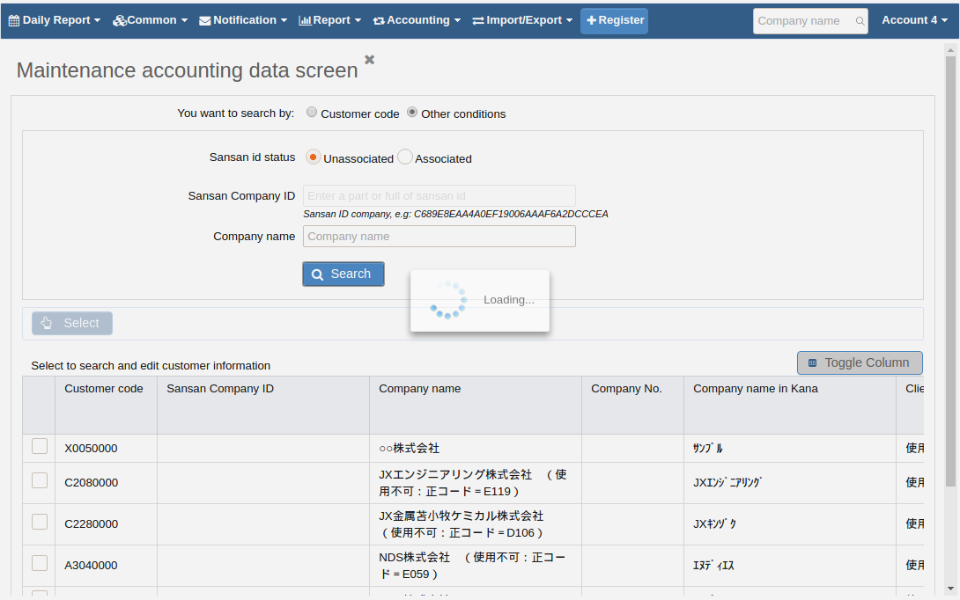 Daily Report Common Notification Report Accounting Import/Export Register Company name Account 4
Maintenance accounting data screen
You want to search by: Customer code Other conditions
Sansan id status Unassociated Associated
Sansan Company ID Enter a part or full of sansan id
Sansan ID company, e.g: C689E8EAA4A0EF19006AAAF6A2DCCCEA
Company name Company name
Search
Loading...
Select
Select to search and edit customer information Toggle Column
Customer code Sansan Company ID Company name Company No. Company name in Kana Clie
X0050000 ○○株式会社 ｻﾝﾌﾟﾙ 使用
C2080000 JXエンジニアリング株式会社　（使用不可：正コード＝E119） JXｴﾝｼﾞﾆｱﾘﾝｸﾞ 使用
C2280000 JX金属苫小牧ケミカル株式会社　（使用不可：正コード＝D106） JXｷﾝｿﾞｸ 使用
A3040000 NDS株式会社　（使用不可：正コード＝E059） ｴﾇﾃﾞｨｴｽ 使用